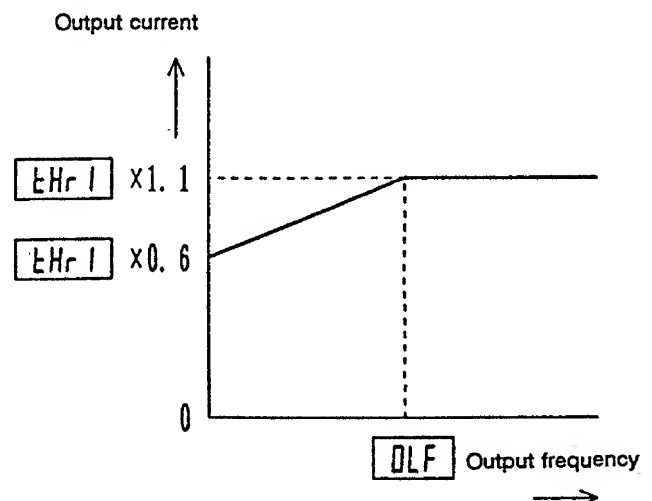 Output current
tHr1 ×1.1
tHr1 ×0.6
0
OLF Output frequency